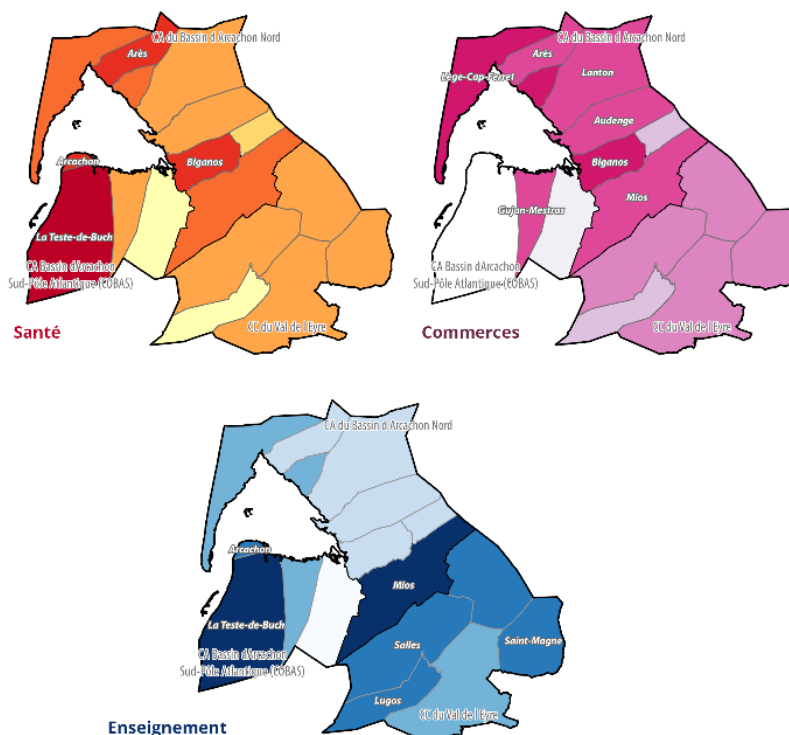 CA du Bassin d Arcachon Nord
Arès
Arcachon
Biganos
La Teste-de-Buch
CA Bassin dArcachon
Sud-Pôle Atlantique (COBAS)
CC du Val de l Eyre
Santé
CA du Bassin d Arcachon Nord
Arès
Lège-Cap-Ferret
Lanton
Audenge
Biganos
Mios
Gujan-Mestras
CA Bassin dArcachon
Sud-Pôle Atlantique (COBAS)
CC du Val de l Eyre
Commerces
CA du Bassin d Arcachon Nord
Arcachon
Mios
La Teste-de-Buch
Salles
Saint-Magne
CA Bassin dArcachon
Sud-Pôle Atlantique (COBAS)
Lugos
CC du Val de l Eyre
Enseignement